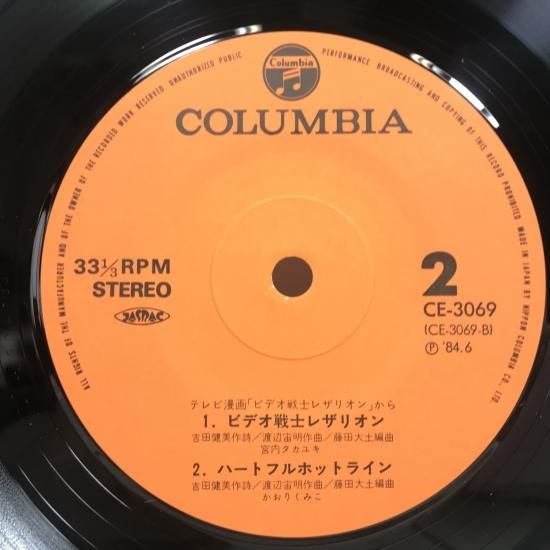 ALL RIGHTS OF THE MANUFACTURER AND OF THE OWNER OF THE RECORDED WORK RESERVED UNAUTHORIZED PUBLIC PERFORMANCE BROADCASTING AND COPYING OF THIS RECORD PROHIBITED MADE IN JAPAN BY NIPPON COLUMBIA CO., LTD.
Columbia
COLUMBIA
33 1/3 RPM
STEREO
JASRAC
2
CE-3069
(CE-3069-B)
Ⓟ '84.6
テレビ漫画「ビデオ戦士レザリオン」から
1. ビデオ戦士レザリオン
吉田健美作詩／渡辺宙明作曲／藤田大土編曲
宮内タカユキ
2. ハートフルホットライン
吉田健美作詩／渡辺宙明作曲／藤田大土編曲
かおりくみこ